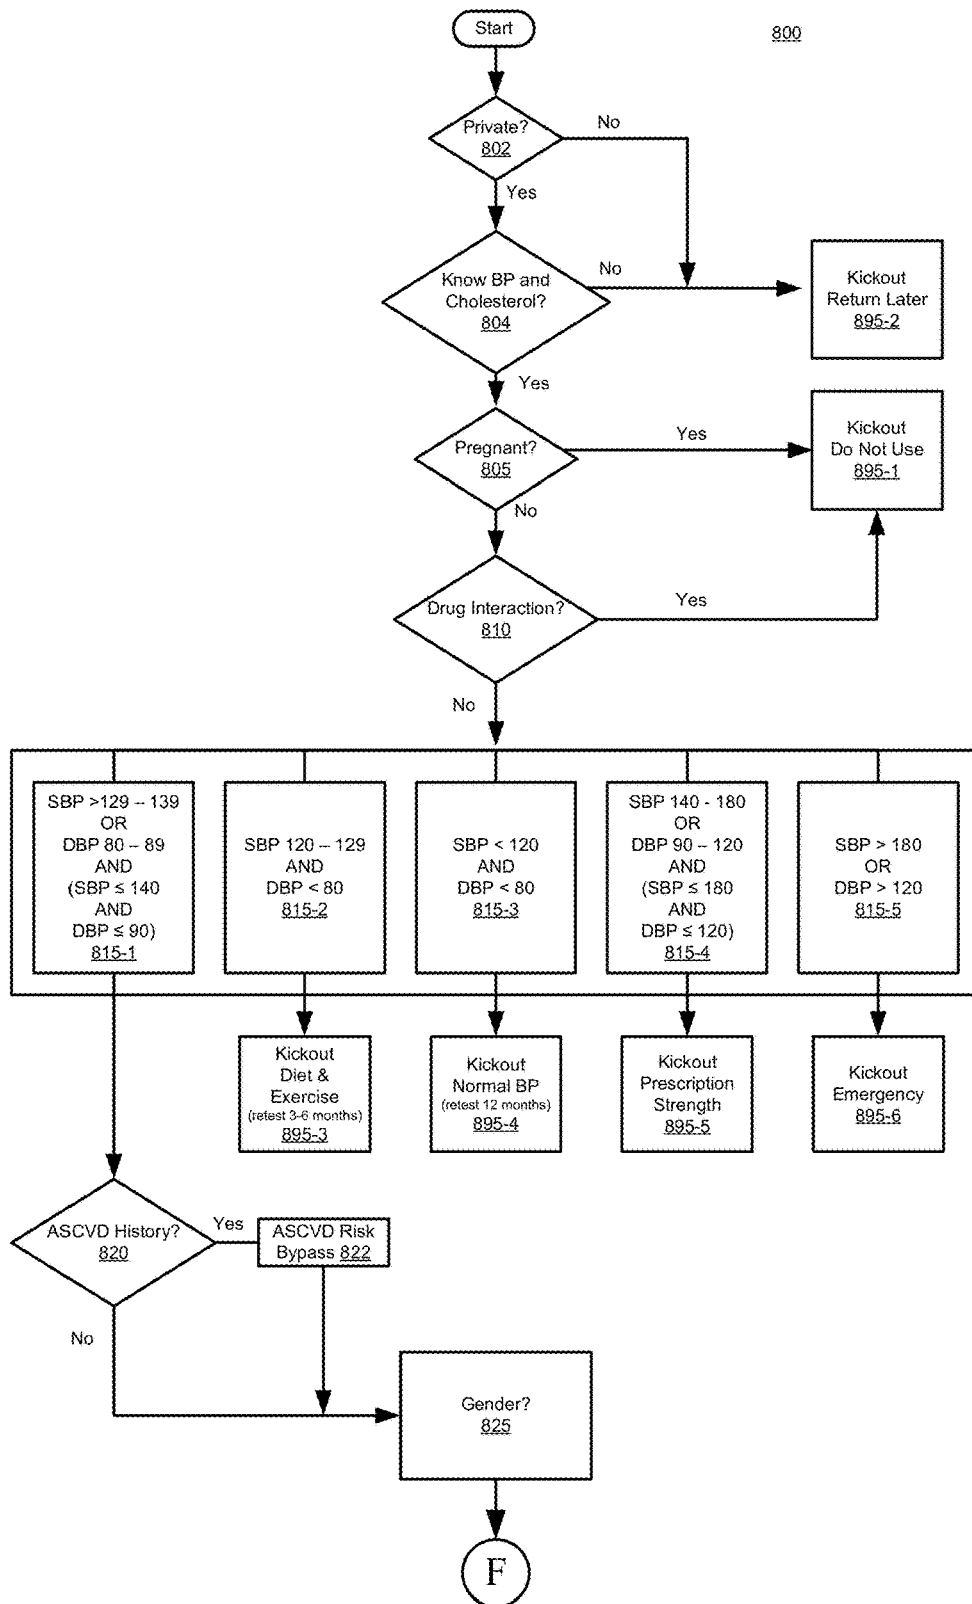 Start
800
Private?
802
No
Yes
Know BP and
Cholesterol?
804
No
Kickout
Return Later
895-2
Yes
Pregnant?
805
Yes
Kickout
Do Not Use
895-1
No
Drug Interaction?
810
Yes
No
SBP >129 – 139
OR
DBP 80 – 89
AND
(SBP ≤ 140
AND
DBP ≤ 90)
815-1
SBP 120 – 129
AND
DBP < 80
815-2
SBP < 120
AND
DBP < 80
815-3
SBP 140 - 180
OR
DBP 90 – 120
AND
(SBP ≤ 180
AND
DBP ≤ 120)
815-4
SBP > 180
OR
DBP > 120
815-5
Kickout
Diet &
Exercise
(retest 3-6 months)
895-3
Kickout
Normal BP
(retest 12 months)
895-4
Kickout
Prescription
Strength
895-5
Kickout
Emergency
895-6
ASCVD History?
820
Yes
ASCVD Risk
Bypass 822
No
Gender?
825
F